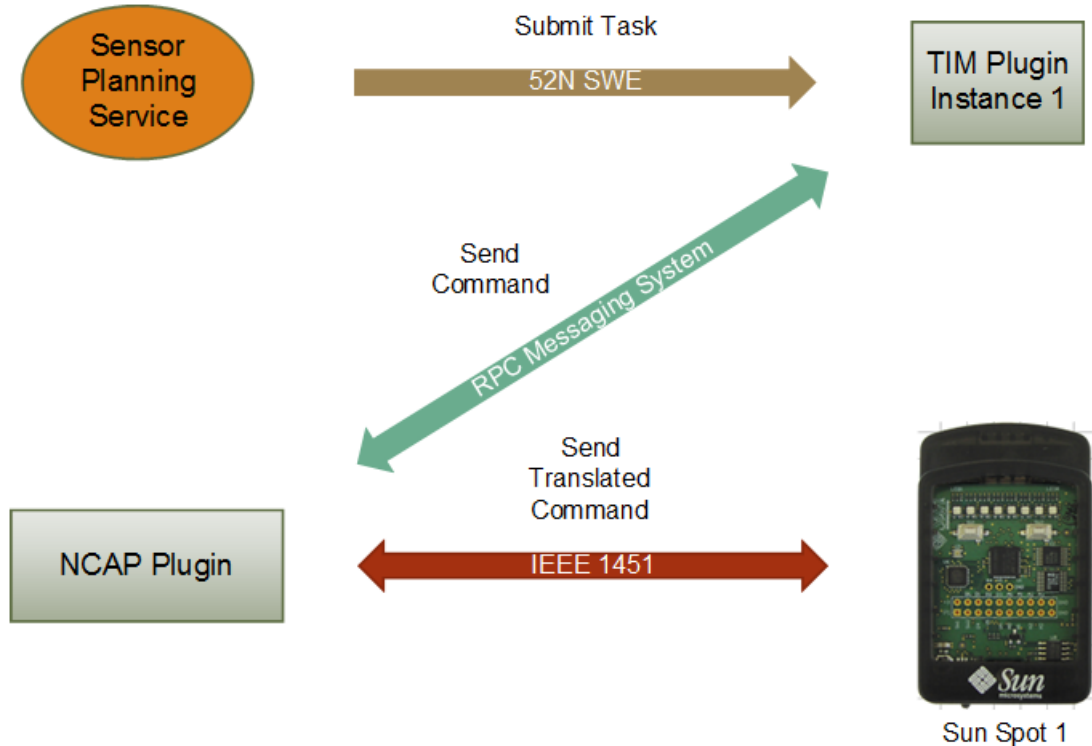 Sensor
Planning
Service
Submit Task
52N SWE
TIM Plugin
Instance 1
Send
Command
RPC Messaging System
Send
Translated
Command
NCAP Plugin
IEEE 1451
Sun
microsystems
Sun Spot 1